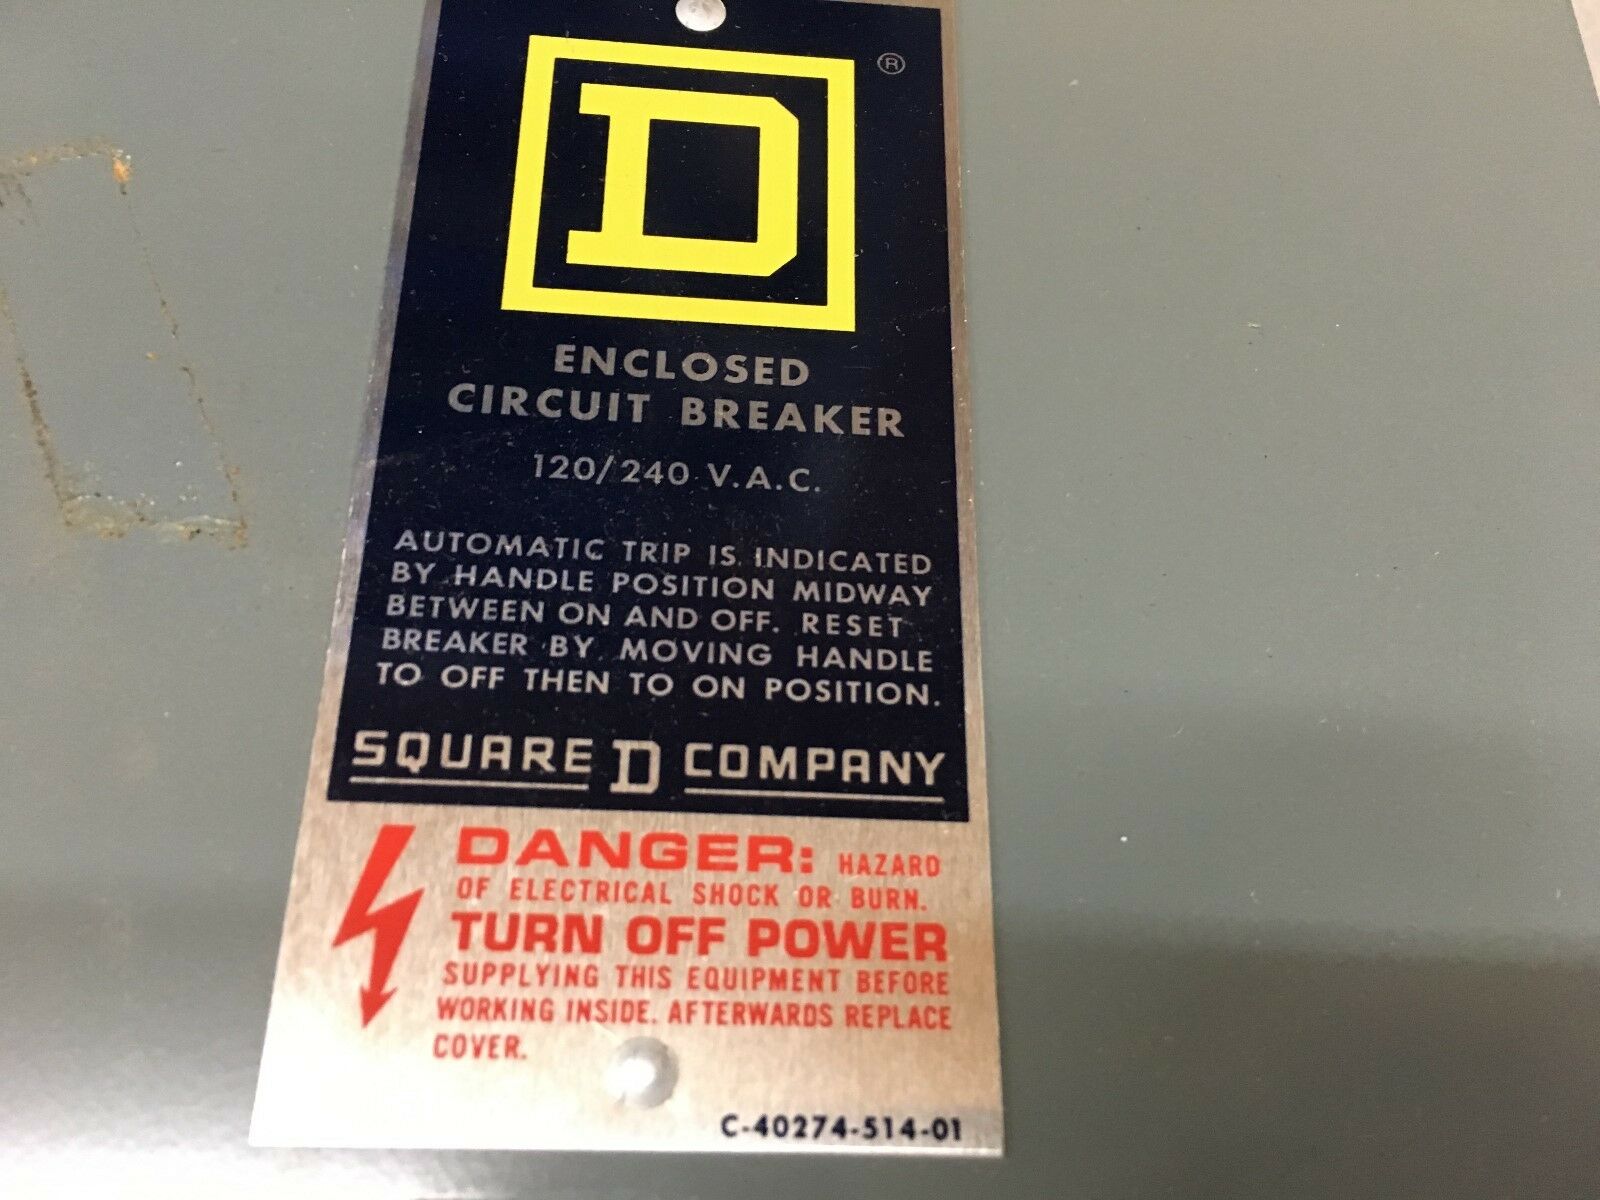 D ®
ENCLOSED
CIRCUIT BREAKER
120/240 V.A.C.
AUTOMATIC TRIP IS INDICATED
BY HANDLE POSITION MIDWAY
BETWEEN ON AND OFF. RESET
BREAKER BY MOVING HANDLE
TO OFF THEN TO ON POSITION.
SQUARE D COMPANY
DANGER: HAZARD
OF ELECTRICAL SHOCK OR BURN.
TURN OFF POWER
SUPPLYING THIS EQUIPMENT BEFORE
WORKING INSIDE. AFTERWARDS REPLACE
COVER.
C-40274-514-01